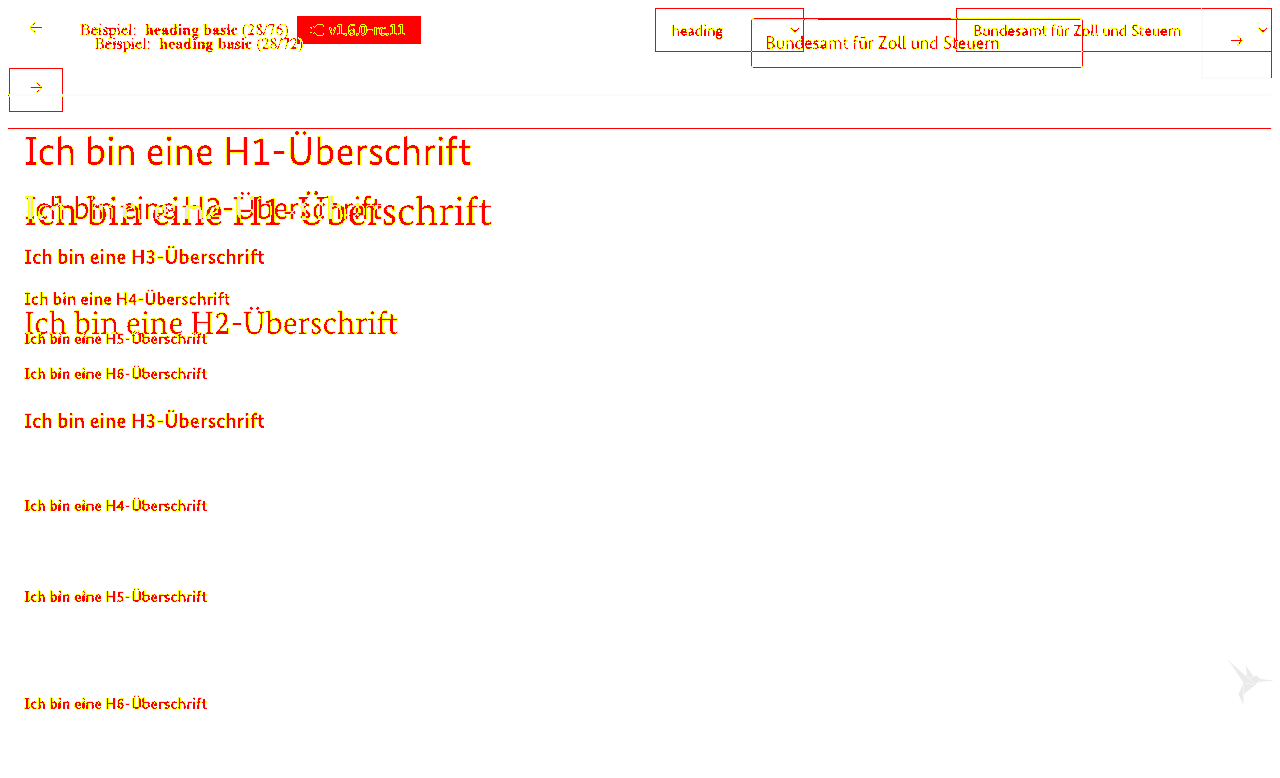 ← Beispiel: heading basic (28/76) v1.6.0-rc.11 heading Bundesamt für Zoll und Steuern →
Beispiel: heading basic (28/72) Bundesamt für Zoll und Steuern
→
Ich bin eine H1-Überschrift
Ich bin eine H2-Überschrift
Ich bin eine H1-Überschrift
Ich bin eine H3-Überschrift
Ich bin eine H4-Überschrift
Ich bin eine H2-Überschrift
Ich bin eine H5-Überschrift
Ich bin eine H6-Überschrift
Ich bin eine H3-Überschrift
Ich bin eine H4-Überschrift
Ich bin eine H5-Überschrift
Ich bin eine H6-Überschrift